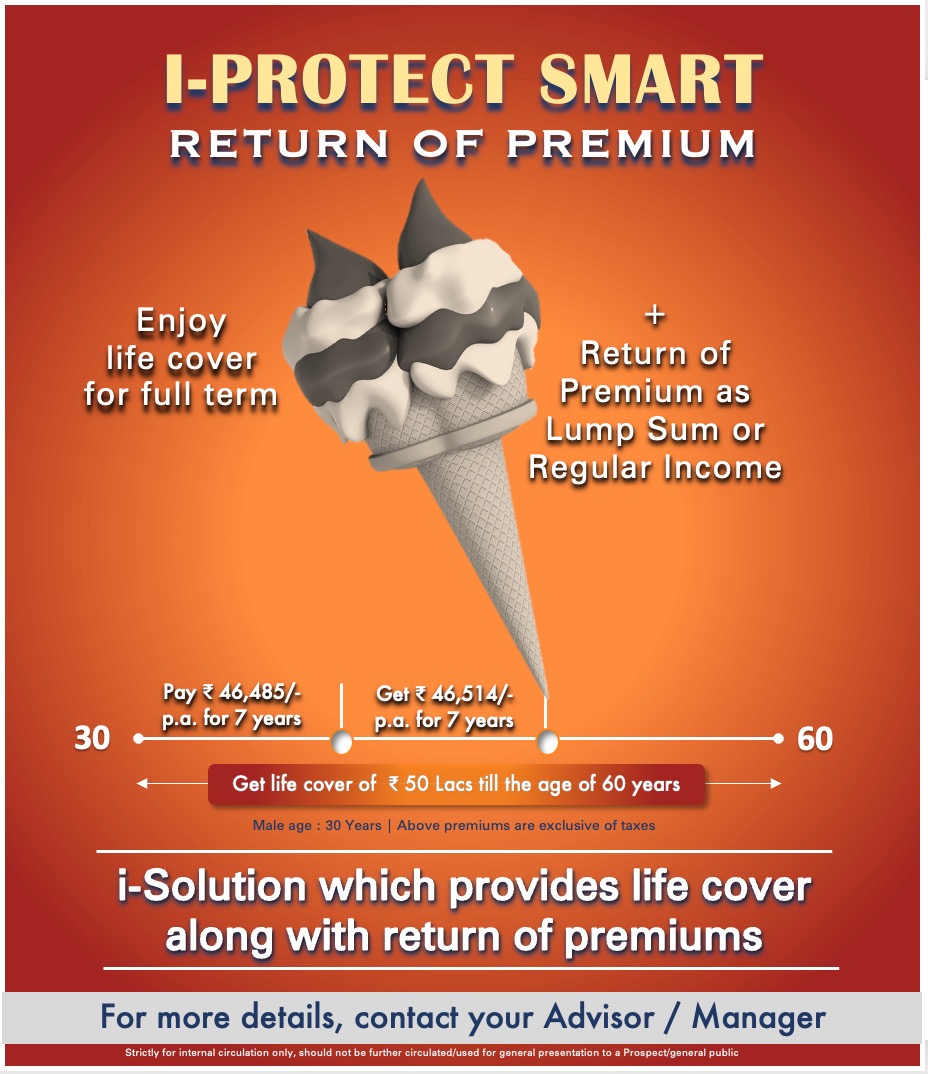 I-PROTECT SMART
RETURN OF PREMIUM
Enjoy
life cover
for full term
+
Return of
Premium as
Lump Sum or
Regular Income
Pay ₹ 46,485/-
p.a. for 7 years
Get ₹ 46,514/-
p.a. for 7 years
30
60
Get life cover of ₹ 50 Lacs till the age of 60 years
Male age : 30 Years | Above premiums are exclusive of taxes
i-Solution which provides life cover
along with return of premiums
For more details, contact your Advisor / Manager
Strictly for internal circulation only, should not be further circulated/used for general presentation to a Prospect/general public